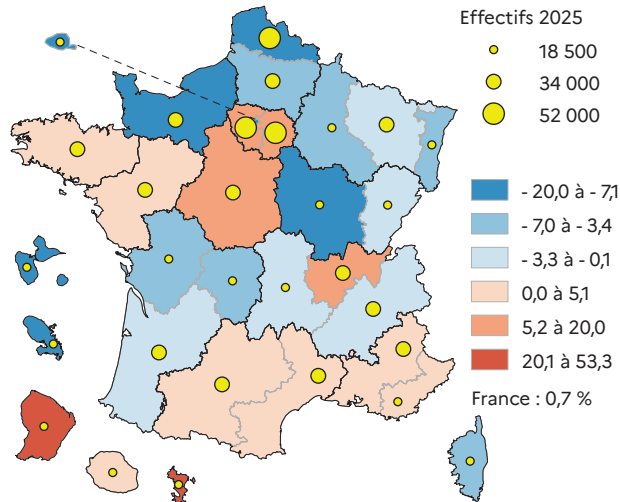 Effectifs 2025
18 500
34 000
52 000
- 20,0 à - 7,1
- 7,0 à - 3,4
- 3,3 à - 0,1
0,0 à 5,1
5,2 à 20,0
20,1 à 53,3
France : 0,7 %